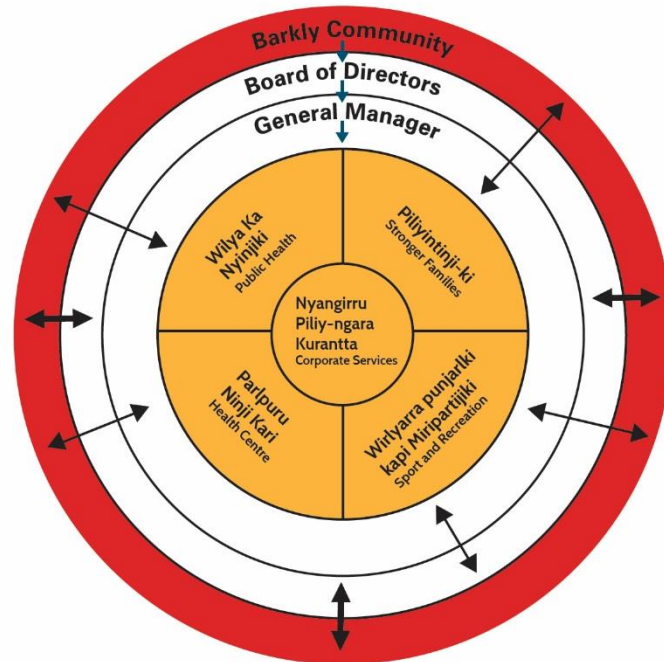 Barkly Community
Board of Directors
General Manager
Wilya Ka
Nyinjiki
Public Health
Piliyintinji-ki
Stronger Families
Nyangirru
Piliy-ngara
Kurantta
Corporate Services
Parlpuru
Ninji Kari
Health Centre
Wirlyarra punjarlki
kapi Miripartijiki
Sport and Recreation